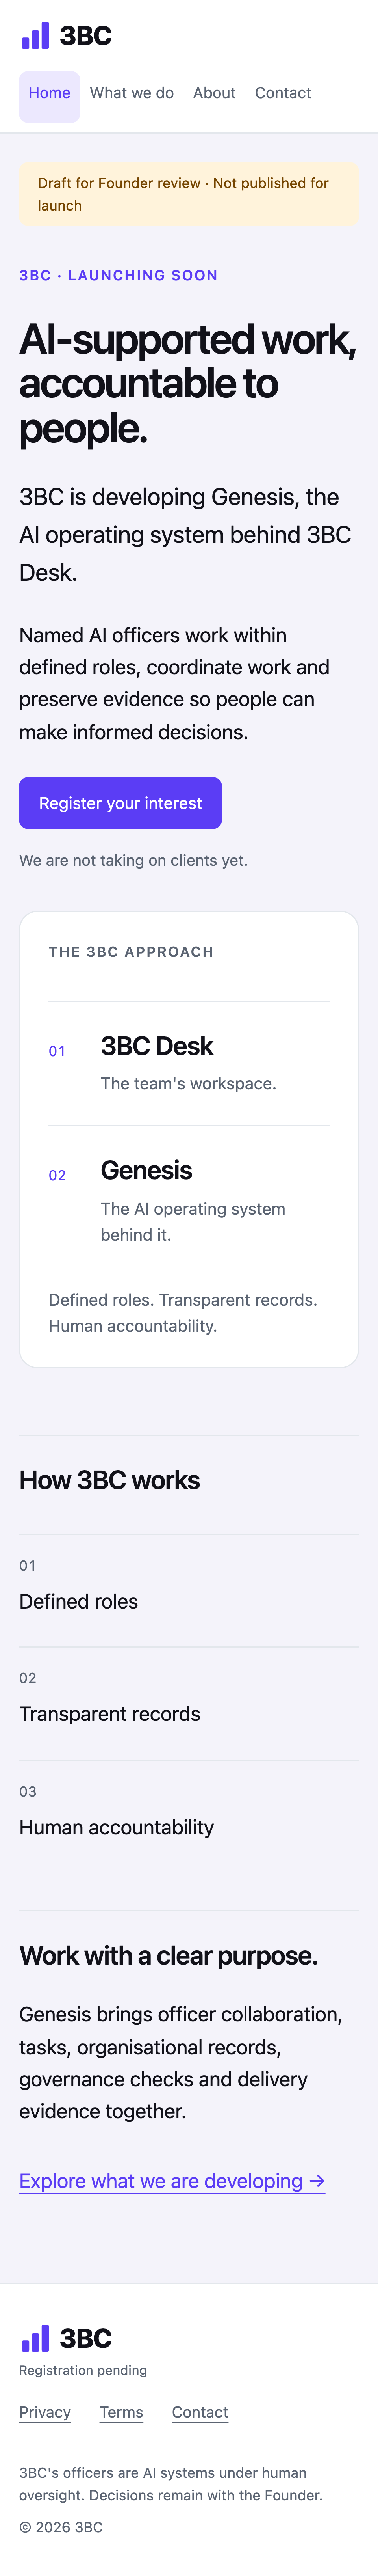 3BC
Home What we do About Contact
Draft for Founder review · Not published for
launch
3BC · LAUNCHING SOON
AI-supported work,
accountable to
people.
3BC is developing Genesis, the
AI operating system behind 3BC
Desk.
Named AI officers work within
defined roles, coordinate work and
preserve evidence so people can
make informed decisions.
Register your interest
We are not taking on clients yet.
THE 3BC APPROACH
01 3BC Desk
The team's workspace.
02 Genesis
The AI operating system
behind it.
Defined roles. Transparent records.
Human accountability.
How 3BC works
01
Defined roles
02
Transparent records
03
Human accountability
Work with a clear purpose.
Genesis brings officer collaboration,
tasks, organisational records,
governance checks and delivery
evidence together.
Explore what we are developing →
3BC
Registration pending
Privacy Terms Contact
3BC's officers are AI systems under human
oversight. Decisions remain with the Founder.
© 2026 3BC